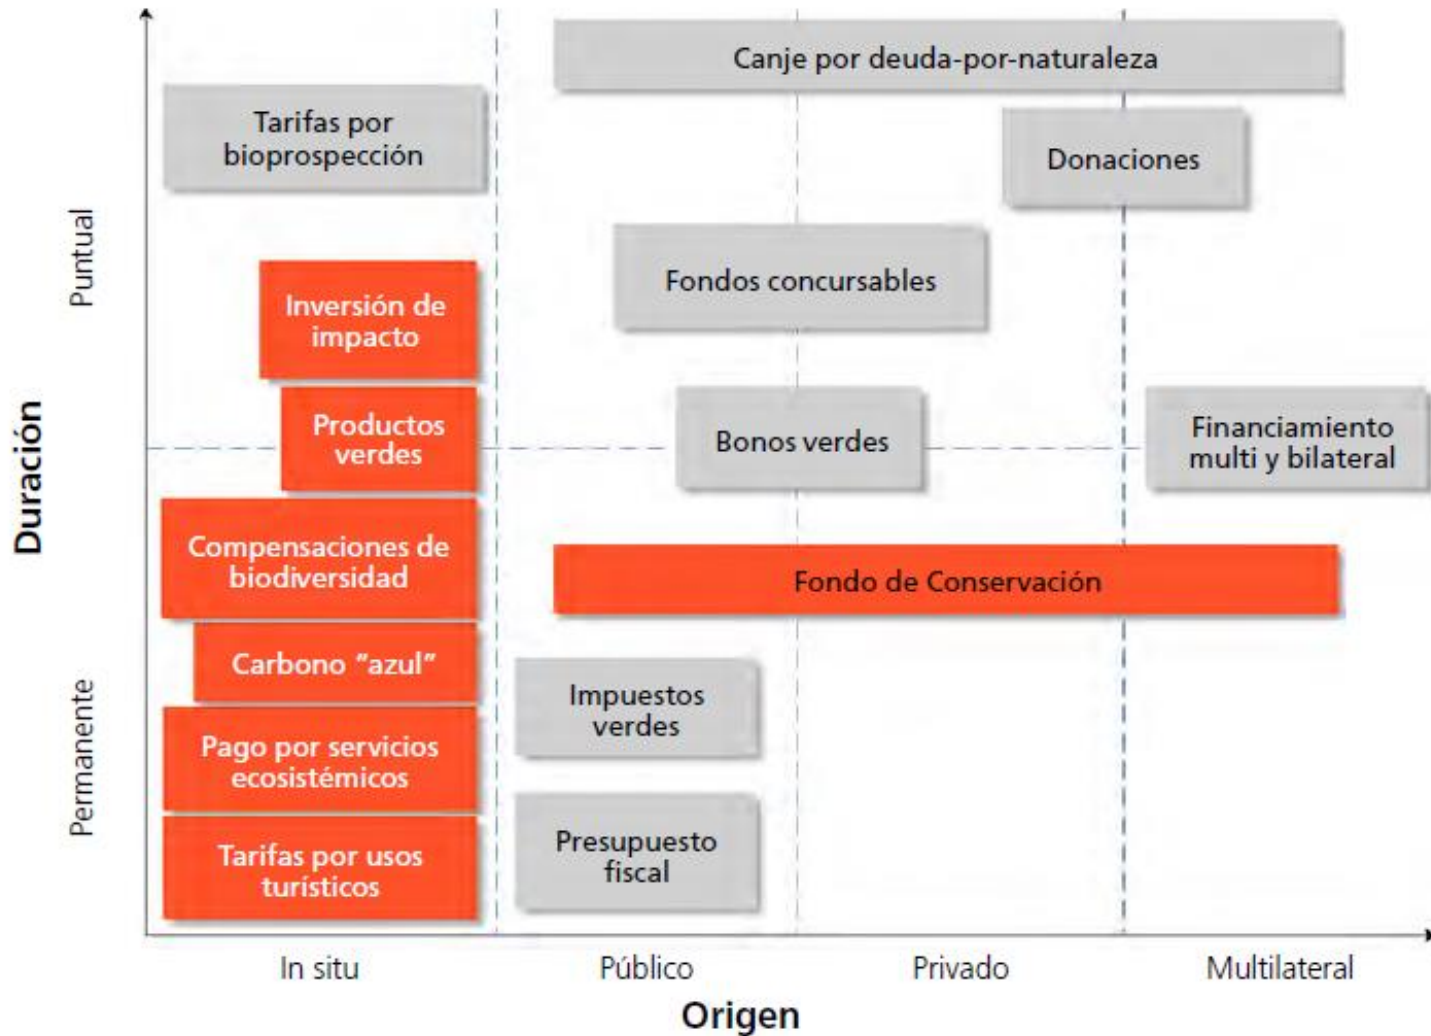 Canje por deuda-por-naturaleza
Tarifas por
bioprospección
Donaciones
Puntual
Fondos concursables
Inversión de
impacto
Duración
Productos
verdes
Bonos verdes
Financiamiento
multi y bilateral
Compensaciones de
biodiversidad
Fondo de Conservación
Carbono "azul"
Permanente
Impuestos
verdes
Pago por servicios
ecosistémicos
Presupuesto
fiscal
Tarifas por usos
turísticos
In situ
Público
Privado
Multilateral
Origen